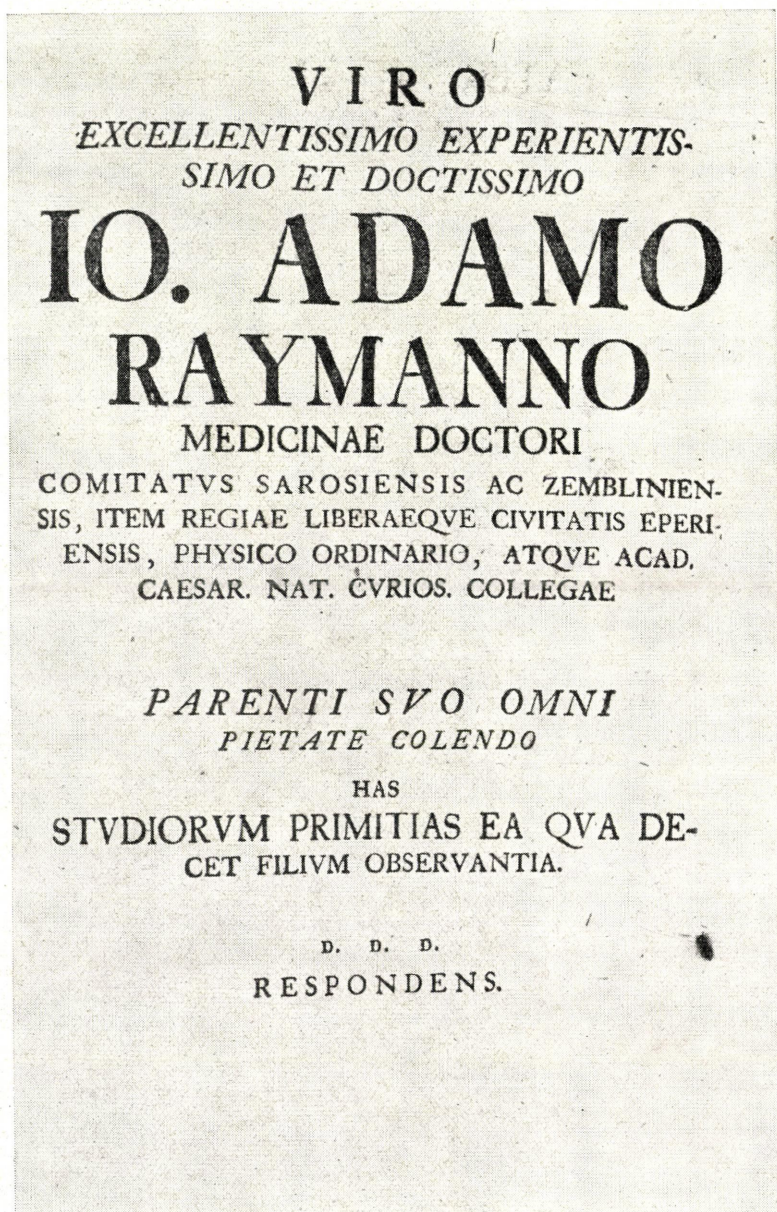 VIRO
EXCELLENTISSIMO EXPERIENTIS-
SIMO ET DOCTISSIMO
IO. ADAMO
RAYMANNO
MEDICINAE DOCTORI
COMITATVS SAROSIENSIS AC ZEMBLINIEN-
SIS, ITEM REGIAE LIBERAEQVE CIVITATIS EPERI-
ENSIS, PHYSICO ORDINARIO, ATQVE ACAD.
CAESAR. NAT. CVRIOS. COLLEGAE
PARENTI SVO OMNI
PIETATE COLENDO
HAS
STVDIORVM PRIMITIAS EA QVA DE-
CET FILIVM OBSERVANTIA.
D. D. D.
RESPONDENS.